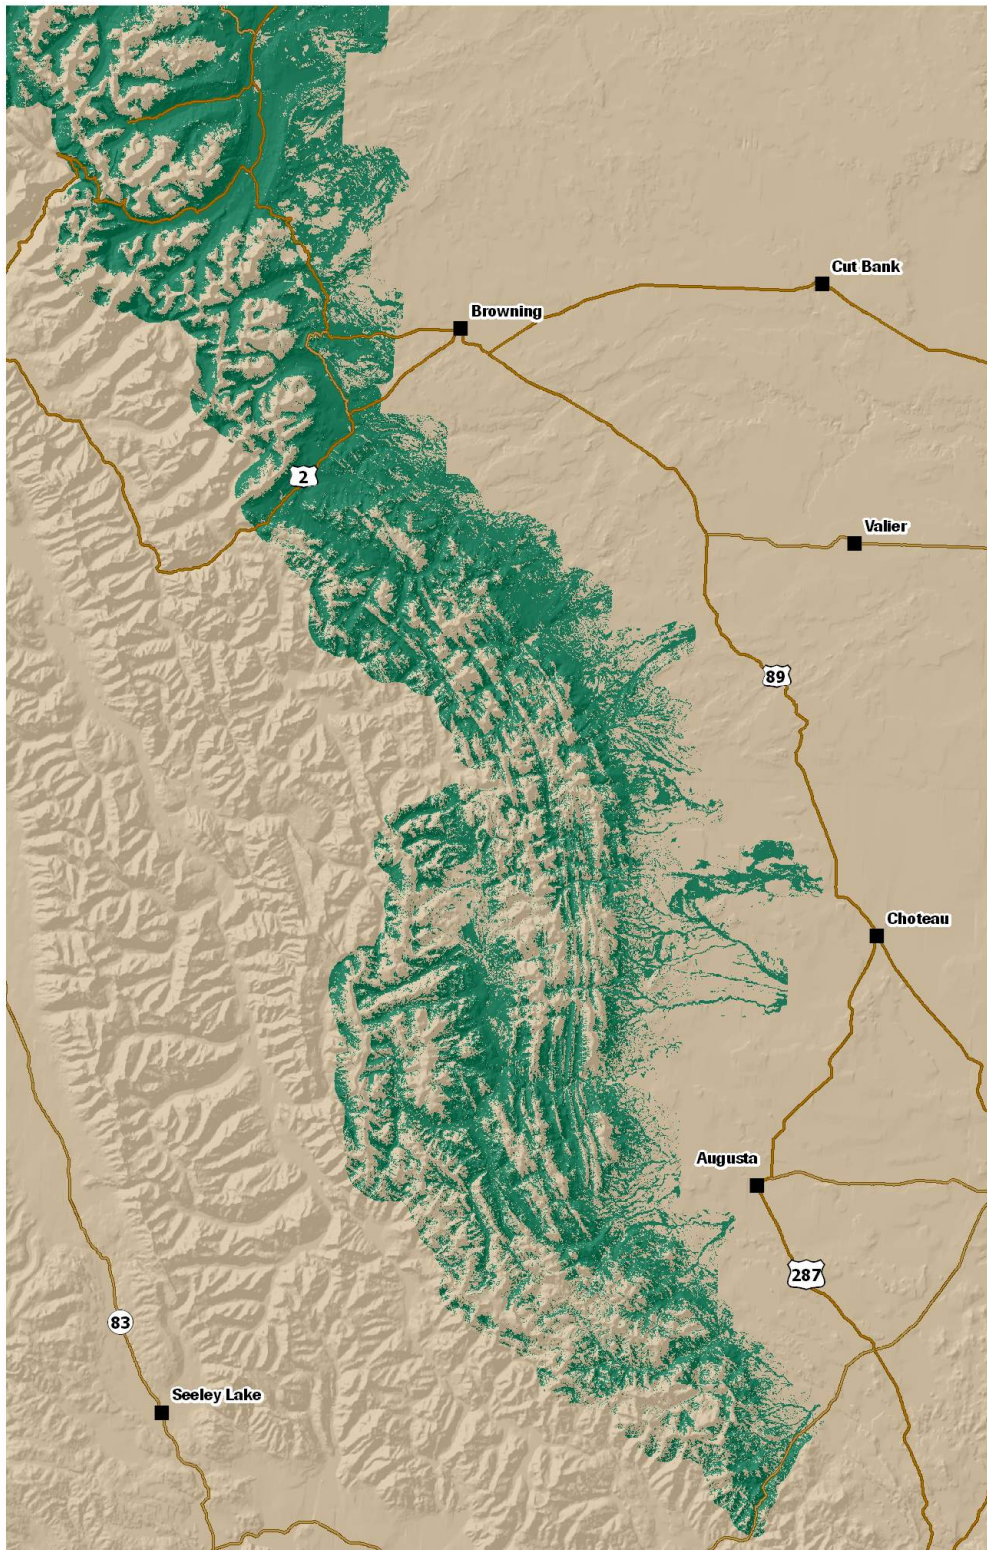 Cut Bank
Browning
2
Valier
89
Choteau
Augusta
287
83
Seeley Lake